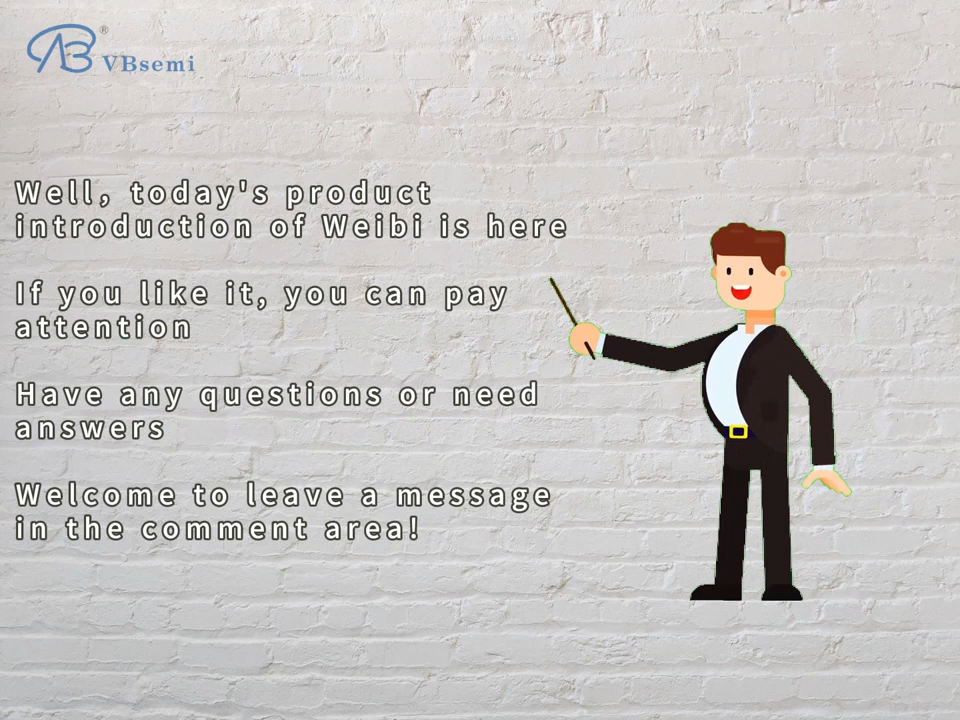 VBsemi
Well, today's product
introduction of Weibi is here
If you like it, you can pay
attention
Have any questions or need
answers
Welcome to leave a message
in the comment area!